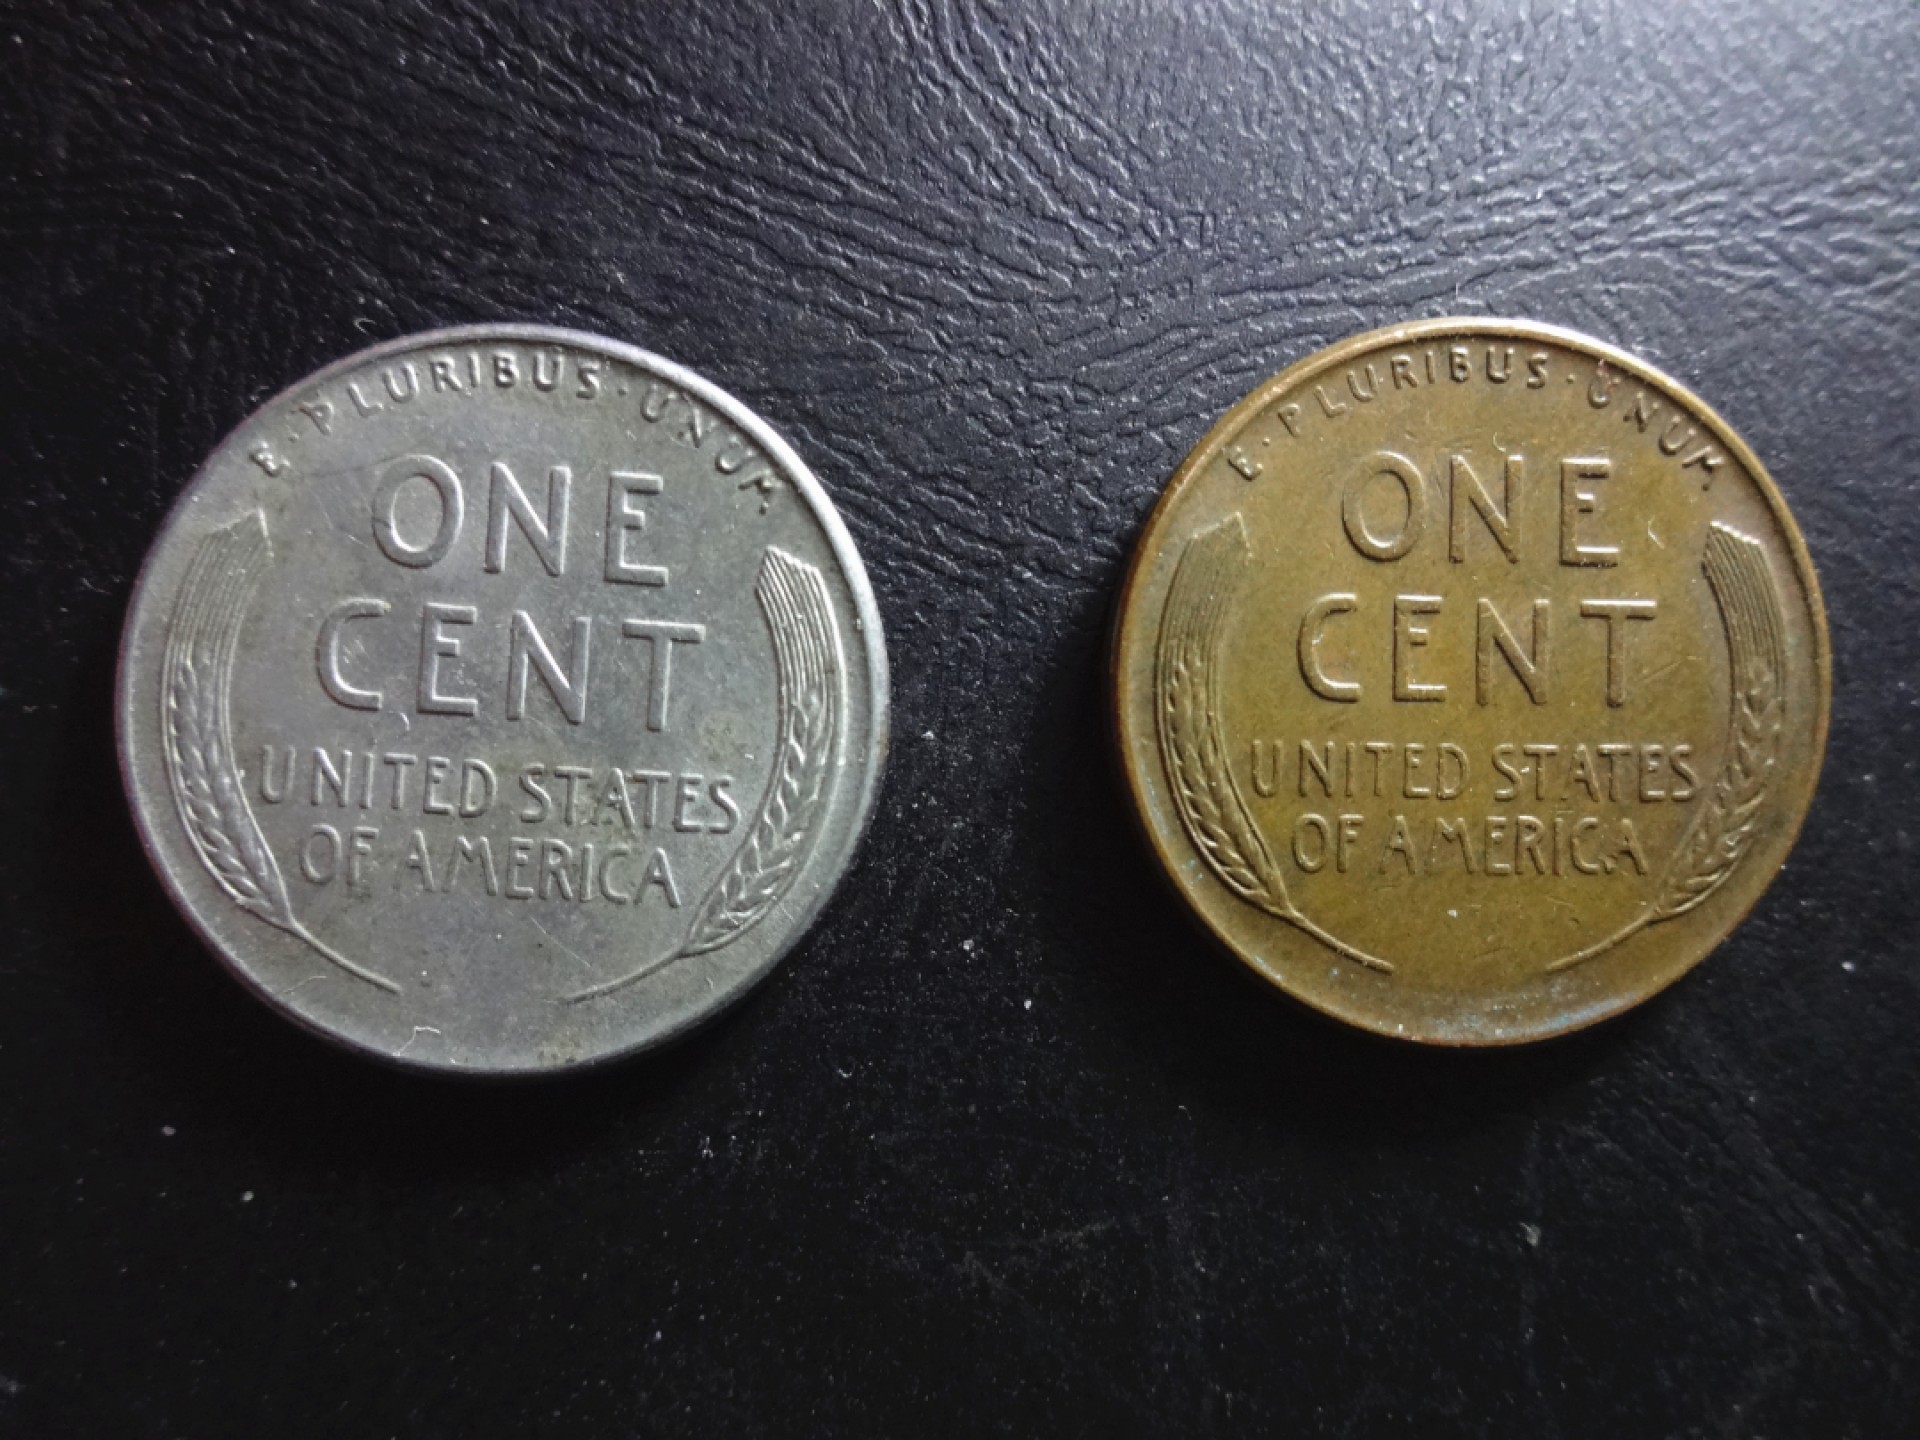 E · PLURIBUS · UNUM
ONE
CENT
UNITED STATES
OF AMERICA
E · PLURIBUS · UNUM
ONE
CENT
UNITED STATES
OF AMERICA